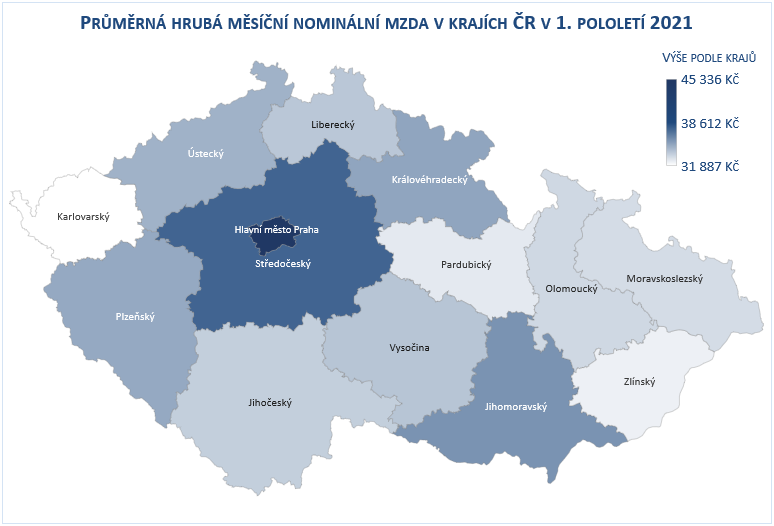 PRŮMĚRNÁ HRUBÁ MĚSÍČNÍ NOMINÁLNÍ MZDA V KRAJÍCH ČR V 1. POLOLETÍ 2021
VÝŠE PODLE KRAJŮ
45 336 KČ
38 612 KČ
31 887 KČ
Liberecký
Ústecký
Královéhradecký
Karlovarský
Hlavní město Praha
Středočeský
Pardubický
Moravskoslezský
Olomoucký
Plzeňský
Vysočina
Zlínský
Jihočeský
Jihomoravský